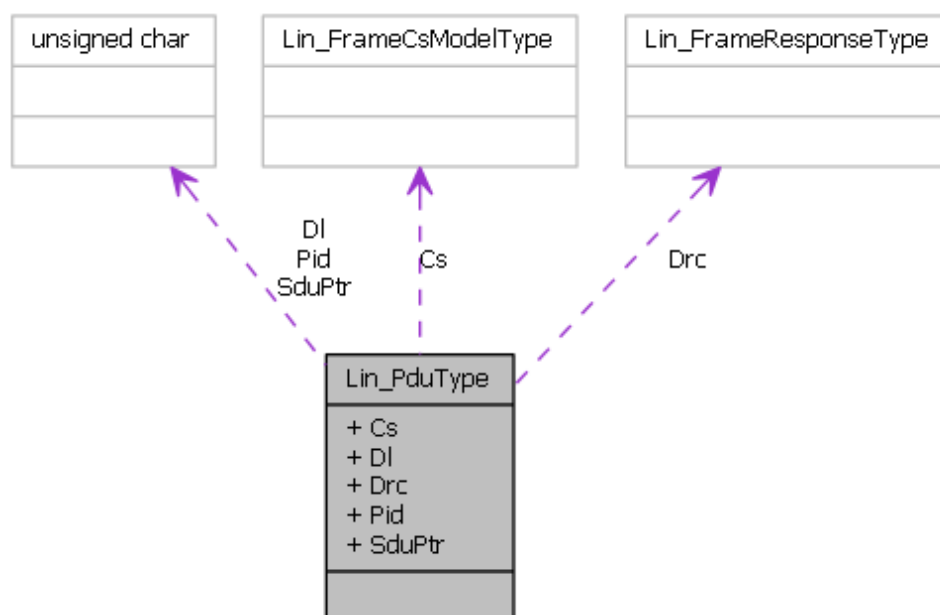 unsigned char
Lin_FrameCsModelType
Lin_FrameResponseType
Dl
Pid
SduPtr
Cs
Drc
Lin_PduType
+ Cs
+ Dl
+ Drc
+ Pid
+ SduPtr